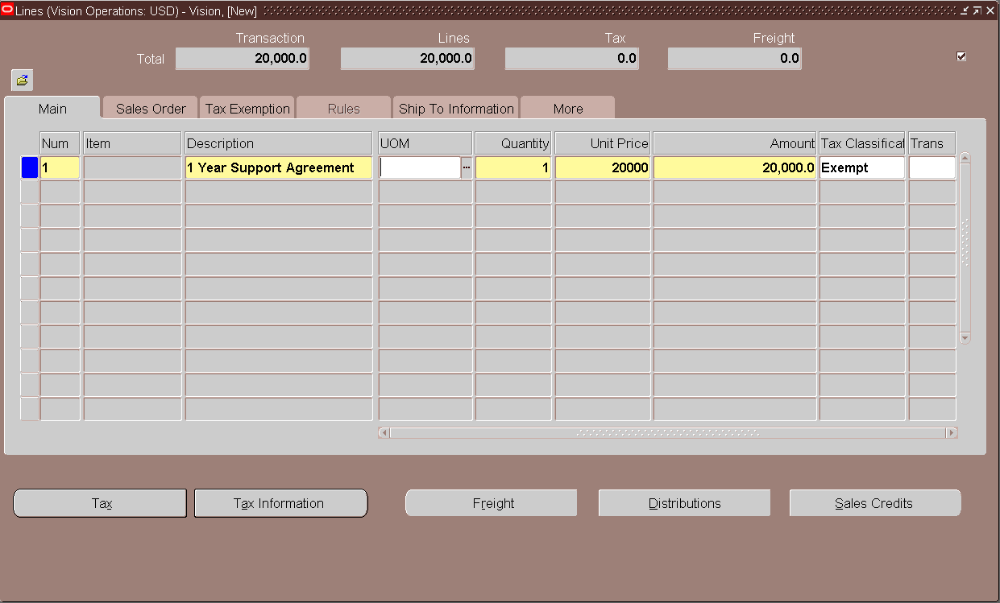 Lines (Vision Operations: USD) - Vision, [New]
Transaction Lines Tax Freight
Total 20,000.0 20,000.0 0.0 0.0
Main Sales Order Tax Exemption Rules Ship To Information More
Num Item Description UOM Quantity Unit Price Amount Tax Classificat Trans
1 1 Year Support Agreement ... 1 20000 20,000.0 Exempt
Tax Tax Information Freight Distributions Sales Credits